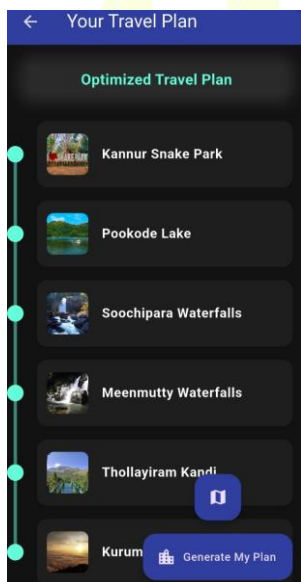 Your Travel Plan
Optimized Travel Plan
Kannur Snake Park
Pookode Lake
Soochipara Waterfalls
Meenmutty Waterfalls
Thollayiram Kandi
Kurum
Generate My Plan